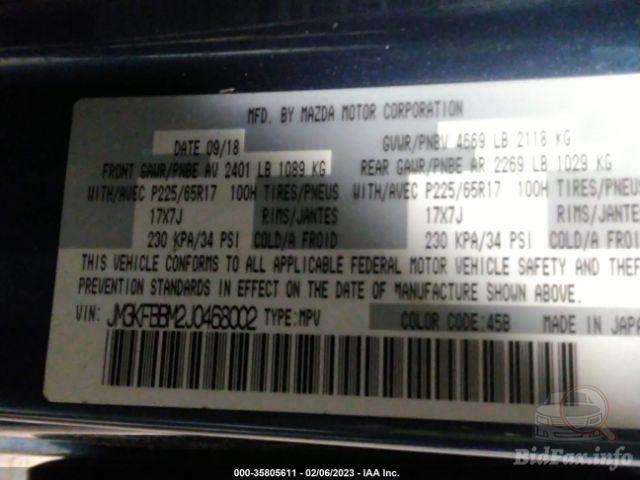 MFD. BY MAZDA MOTOR CORPORATION
DATE 09/18 GVWR/PNBV 4669 LB 2118 KG
FRONT GAWR/PNBE AV 2401 LB 1089 KG REAR GAWR/PNBE AR 2269 LB 1029 KG
WITH/AVEC P225/65R17 100H TIRES/PNEUS WITH/AVEC P225/65R17 100H TIRES/PNEUS
17X7J RIMS/JANTES 17X7J RIMS/JANTES
230 KPA/34 PSI COLD/A FROID 230 KPA/34 PSI COLD/A FROID
THIS VEHICLE CONFORMS TO ALL APPLICABLE FEDERAL MOTOR VEHICLE SAFETY AND THEF
PREVENTION STANDARDS IN EFFECT ON THE DATE OF MANUFACTURE SHOWN ABOVE.
VIN: JM3KFBBM2J0468002 TYPE:MPV COLOR CODE:45B MADE IN JAPA
BidFax.info
000-35805611 - 02/06/2023 - IAA Inc.